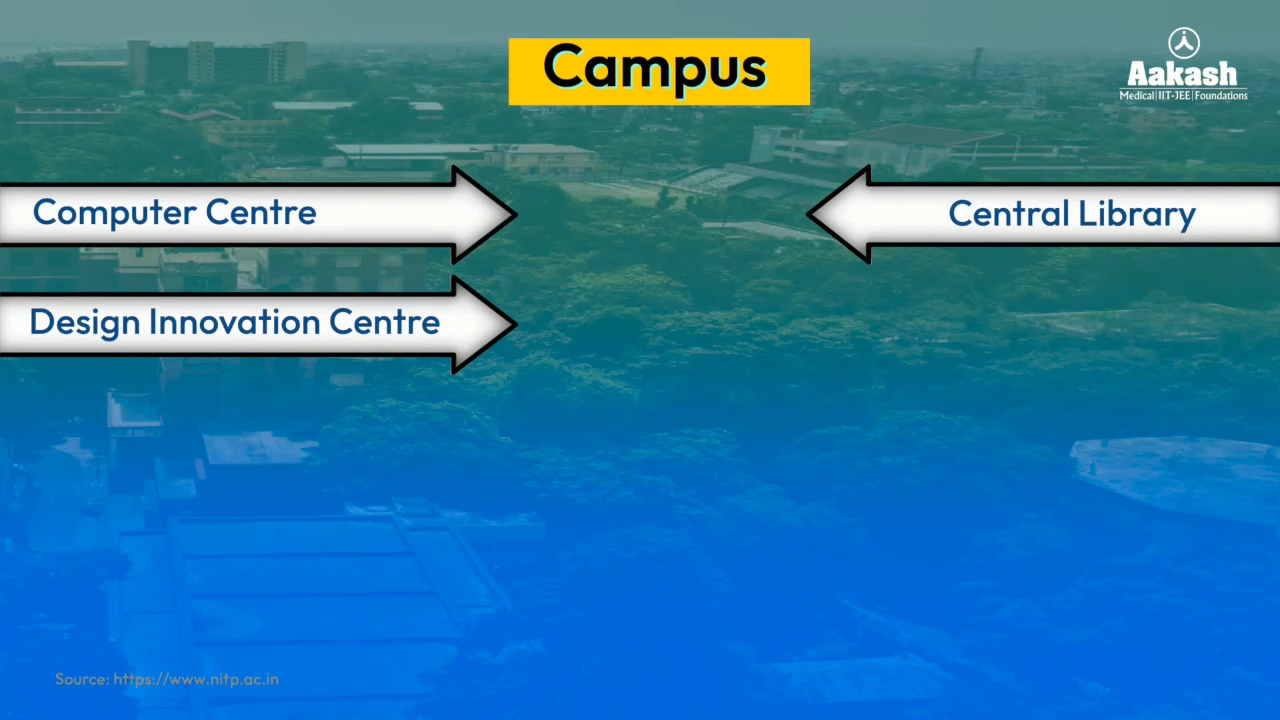 Campus
Aakash
Medical|IIT-JEE|Foundations
Computer Centre
Central Library
Design Innovation Centre
Source: https://www.nitp.ac.in